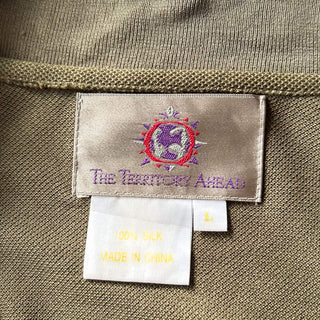 THE TERRITORY AHEAD
L
100% SILK
MADE IN CHINA